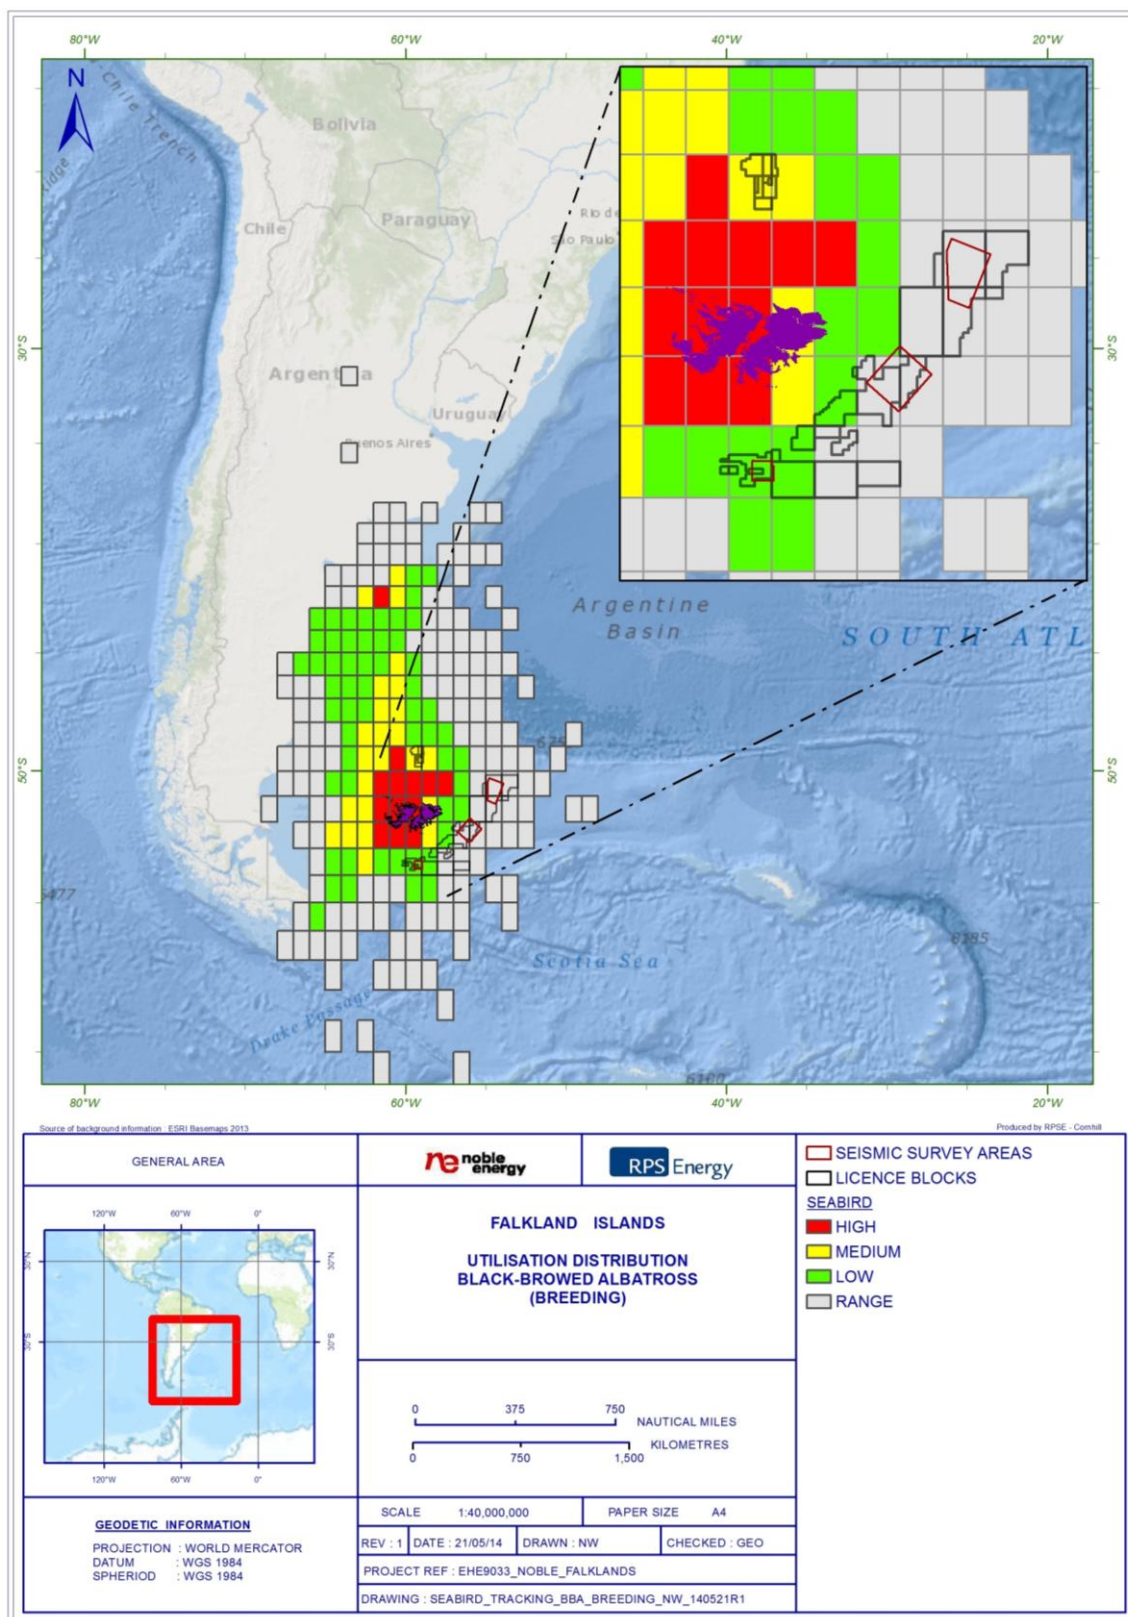 80°W 60°W 40°W 20°W
N
Chile Trench
Ridge
Bolivia
Paraguay
Chile
Rio de
Sao Paulo
30°S 30°S
Argentina
Uruguay
Buenos Aires
Argentine
Basin
SOUTH ATL
50°S 50°S
Scotia Sea
8185
Drake Passage
80°W 60°W 40°W 20°W
Source of background information : ESRI Basemaps 2013
Produced by RPSE - Cornhill
GENERAL AREA
120°W 60°W 0°
30°N 30°N
30°S 30°S
120°W 60°W 0°
GEODETIC INFORMATION
PROJECTION : WORLD MERCATOR
DATUM : WGS 1984
SPHERIOD : WGS 1984
ne noble
energy
RPS Energy
FALKLAND ISLANDS
UTILISATION DISTRIBUTION
BLACK-BROWED ALBATROSS
(BREEDING)
0 375 750
NAUTICAL MILES
KILOMETRES
0 750 1,500
SCALE 1:40,000,000 PAPER SIZE A4
REV : 1 DATE : 21/05/14 DRAWN : NW CHECKED : GEO
PROJECT REF : EHE9033_NOBLE_FALKLANDS
DRAWING : SEABIRD_TRACKING_BBA_BREEDING_NW_140521R1
SEISMIC SURVEY AREAS
LICENCE BLOCKS
SEABIRD
HIGH
MEDIUM
LOW
RANGE